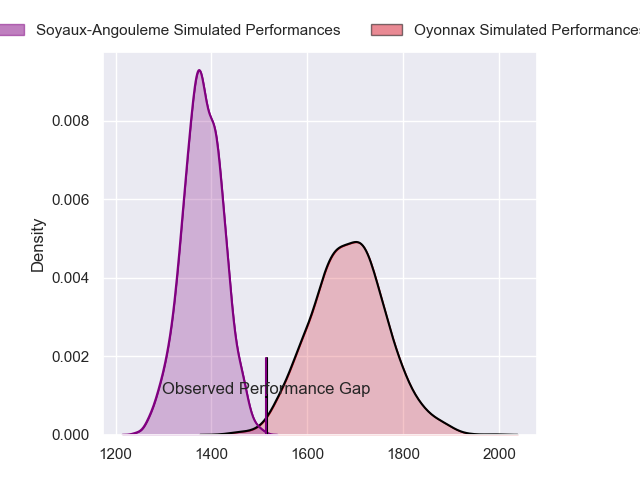 Soyaux-Angouleme Simulated Performances
Oyonnax Simulated Performances
Density
0.008
0.006
0.004
0.002
0.000
Observed Performance Gap
1200 1400 1600 1800 2000